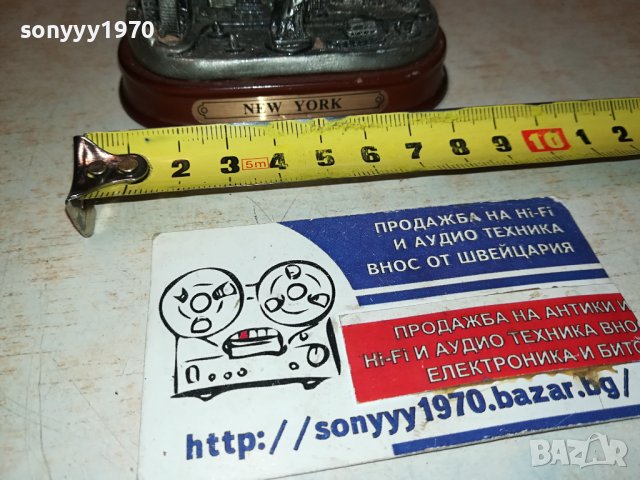 sonyyy1970
NEW YORK
2 3 5m 4 5 6 7 8 9 10 1 2
ПРОДАЖБА НА Hi-Fi
И АУДИО ТЕХНИКА
ВНОС ОТ ШВЕЙЦАРИЯ
ПРОДАЖБА НА АНТИКИ И
Hi-Fi И АУДИО ТЕХНИКА ВНО
ЕЛЕКТРОНИКА И БИТО
http://sonyyy1970.bazar.bg/
BAZAR